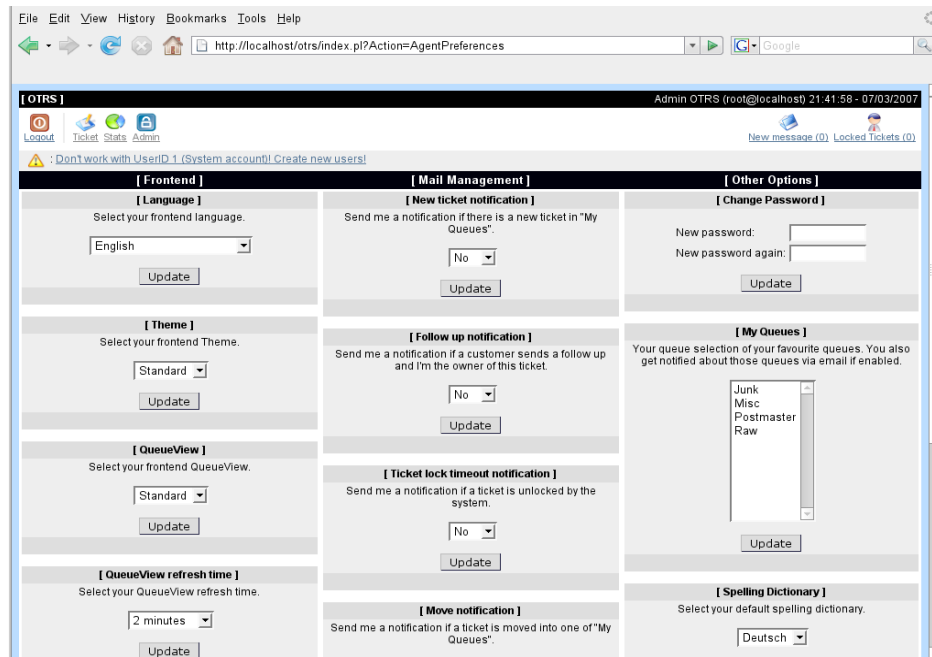 File Edit View History Bookmarks Tools Help
http://localhost/otrs/index.pl?Action=AgentPreferences
G Google
[ OTRS ]
Admin OTRS (root@localhost) 21:41:58 - 07/03/2007
Logout Ticket Stats Admin
New message (0) Locked Tickets (0)
: Don't work with UserID 1 (System account)! Create new users!
[ Frontend ]
[ Language ]
Select your frontend language.
English
Update
[ Theme ]
Select your frontend Theme.
Standard
Update
[ QueueView ]
Select your frontend QueueView.
Standard
Update
[ QueueView refresh time ]
Select your QueueView refresh time.
2 minutes
Update
[ Mail Management ]
[ New ticket notification ]
Send me a notification if there is a new ticket in "My
Queues".
No
Update
[ Follow up notification ]
Send me a notification if a customer sends a follow up
and I'm the owner of this ticket.
No
Update
[ Ticket lock timeout notification ]
Send me a notification if a ticket is unlocked by the
system.
No
Update
[ Move notification ]
Send me a notification if a ticket is moved into one of "My
Queues".
[ Other Options ]
[ Change Password ]
New password:
New password again:
Update
[ My Queues ]
Your queue selection of your favourite queues. You also
get notified about those queues via email if enabled.
Junk
Misc
Postmaster
Raw
Update
[ Spelling Dictionary ]
Select your default spelling dictionary.
Deutsch